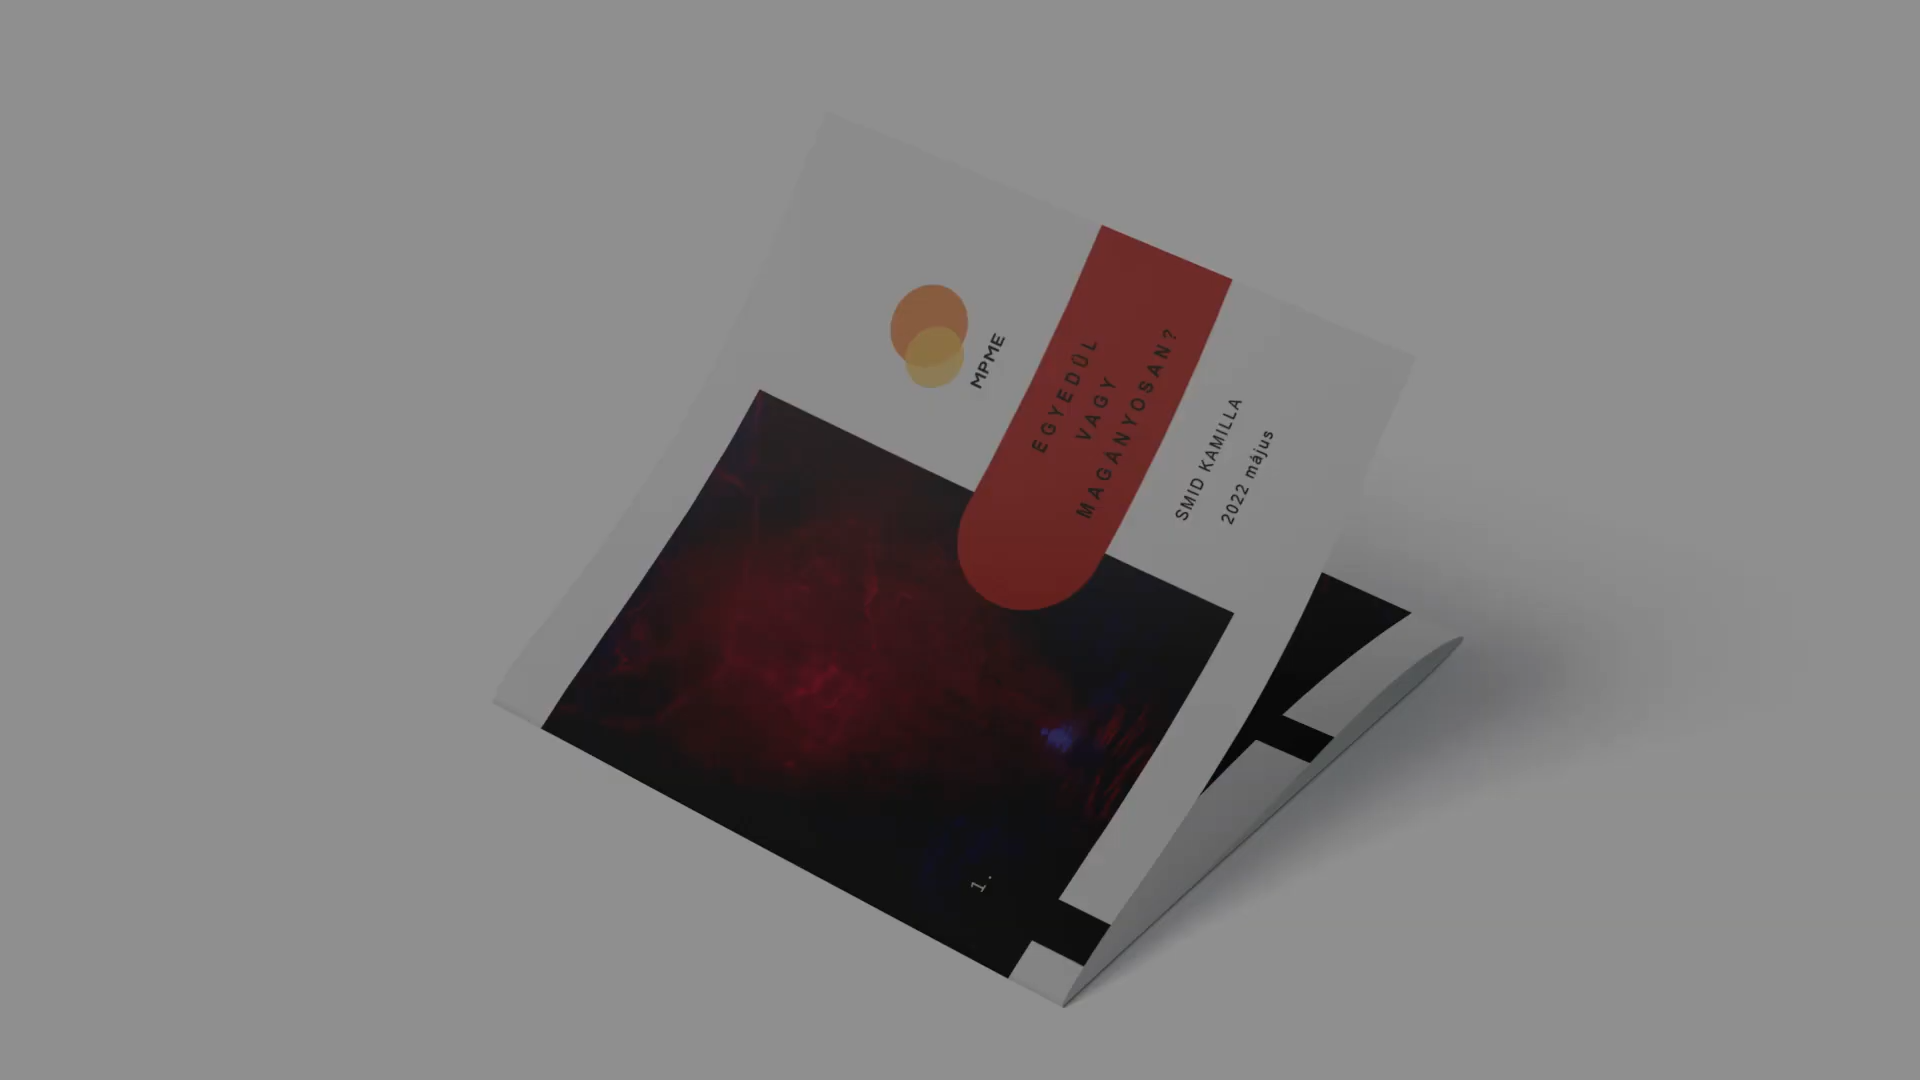 MPME
EGYEDÜL
VAGY
MAGÁNYOSAN?
SMID KAMILLA
2022 május
1.